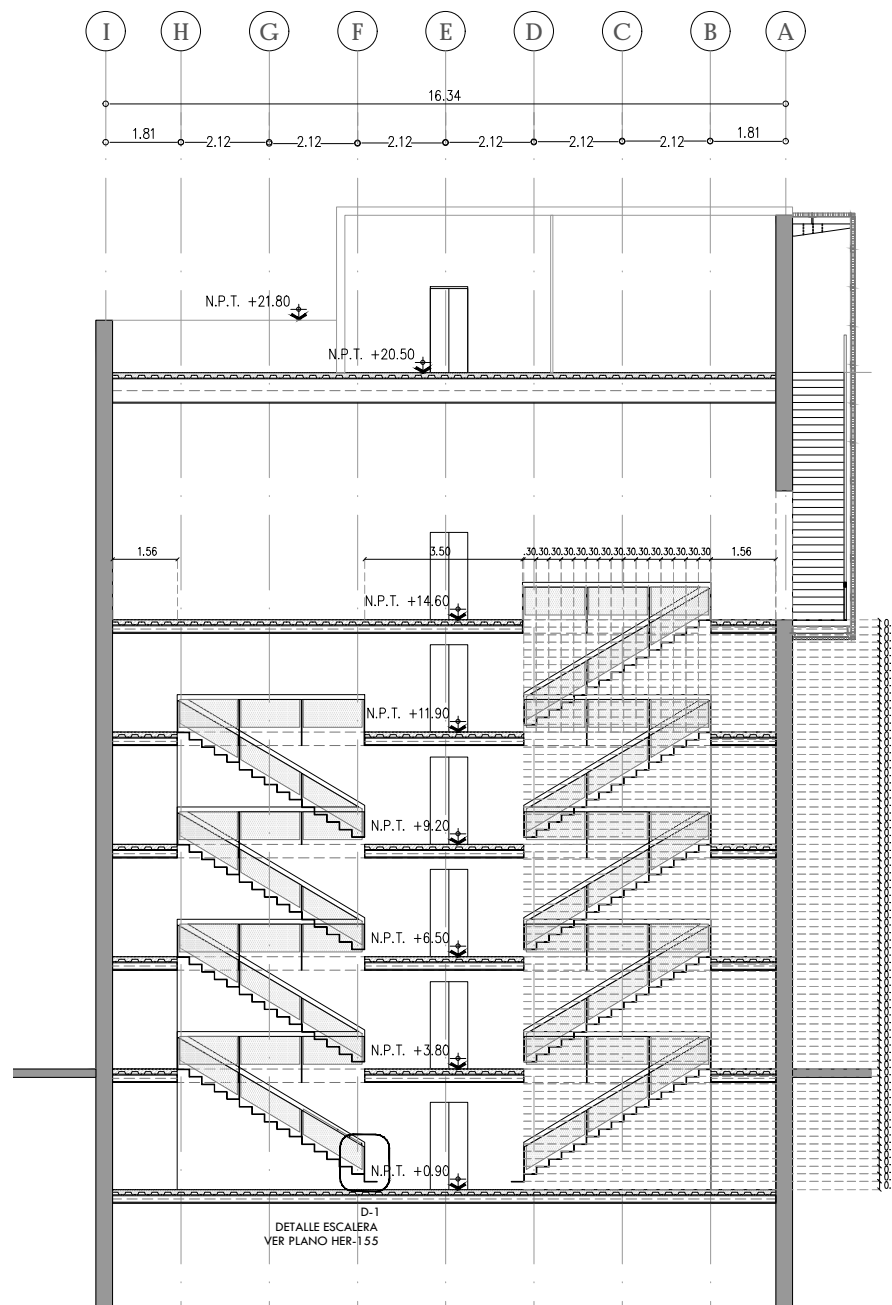 I H G F E D C B A
16.34
1.81 2.12 2.12 2.12 2.12 2.12 2.12 1.81
N.P.T. +21.80
N.P.T. +20.50
1.56 3.50 .30.30.30.30.30.30.30.30.30.30.30.30.30.30.30 1.56
N.P.T. +14.60
N.P.T. +11.90
N.P.T. +9.20
N.P.T. +6.50
N.P.T. +3.80
N.P.T. +0.90
D-1
DETALLE ESCALERA
VER PLANO HER-155